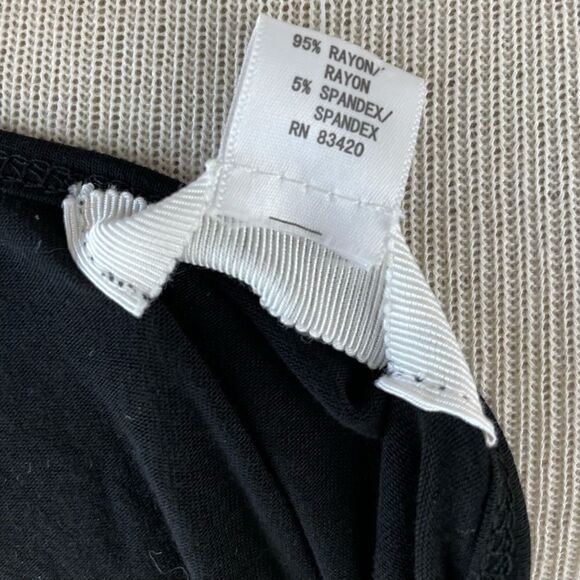 95% RAYON/
RAYON
5% SPANDEX/
SPANDEX
RN 83420